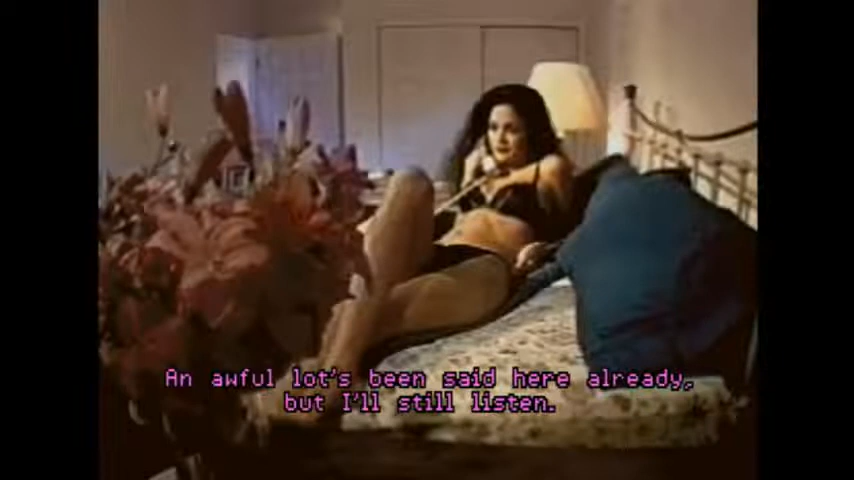 An awful lot's been said here already,
but I'll still listen.